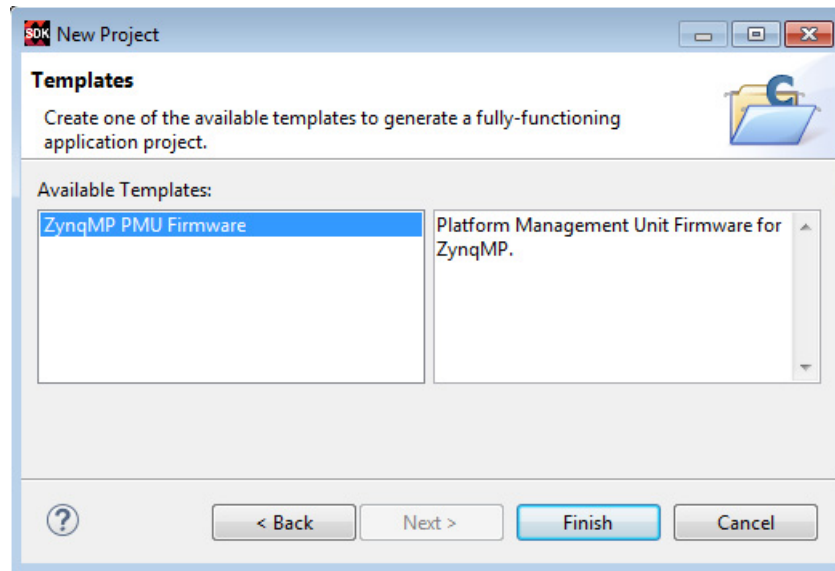 SDK New Project
Templates
Create one of the available templates to generate a fully-functioning
application project.
Available Templates:
ZynqMP PMU Firmware
Platform Management Unit Firmware for
ZynqMP.
? < Back Next > Finish Cancel